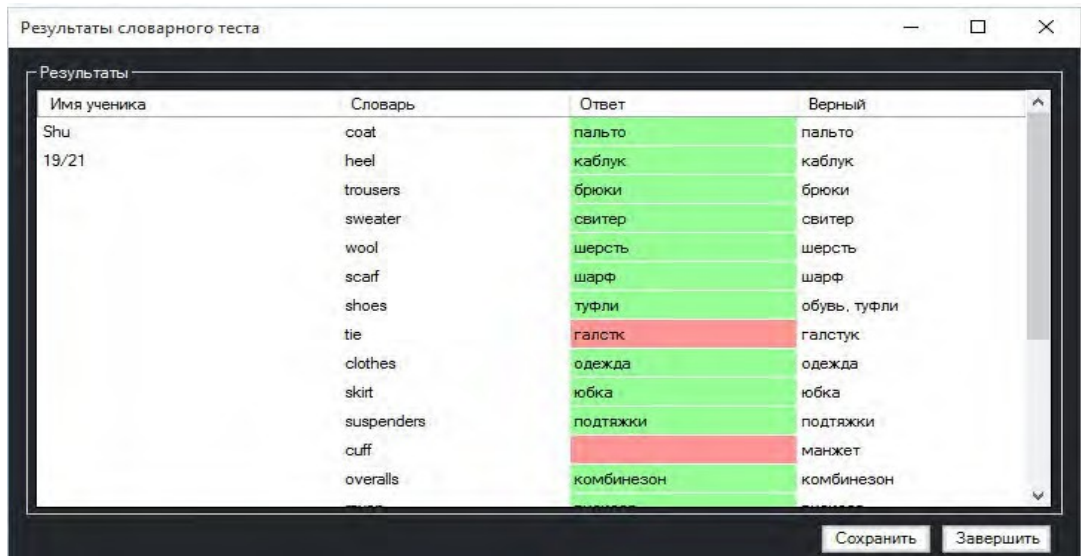 Результаты словарного теста
Результаты
Имя ученика Словарь Ответ Верный
Shu coat пальто пальто
19/21 heel каблук каблук
trousers брюки брюки
sweater свитер свитер
wool шерсть шерсть
scarf шарф шарф
shoes туфли обувь, туфли
tie галстк галстук
clothes одежда одежда
skirt юбка юбка
suspenders подтяжки подтяжки
cuff манжет
overalls комбинезон комбинезон
Сохранить Завершить